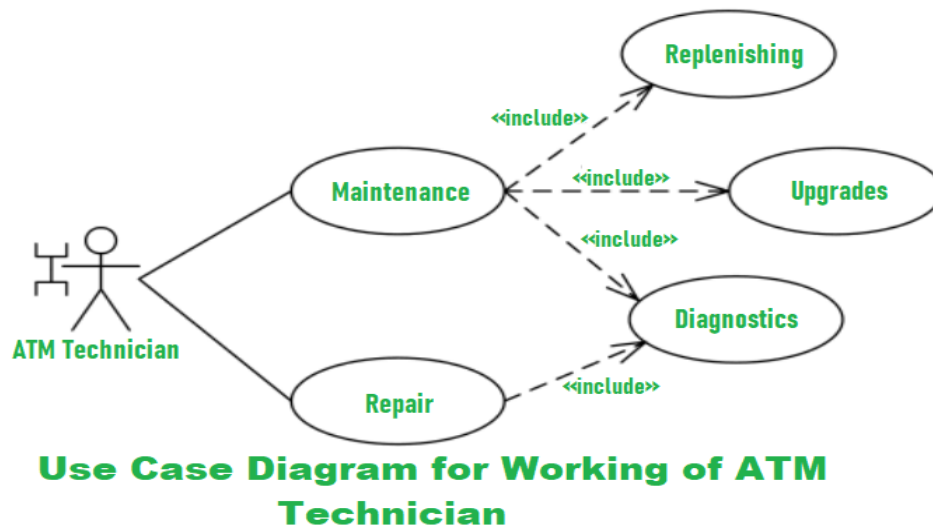 Replenishing
«include»
Maintenance
«include»
Upgrades
«include»
ATM Technician
Diagnostics
«include»
Repair
Use Case Diagram for Working of ATM
Technician